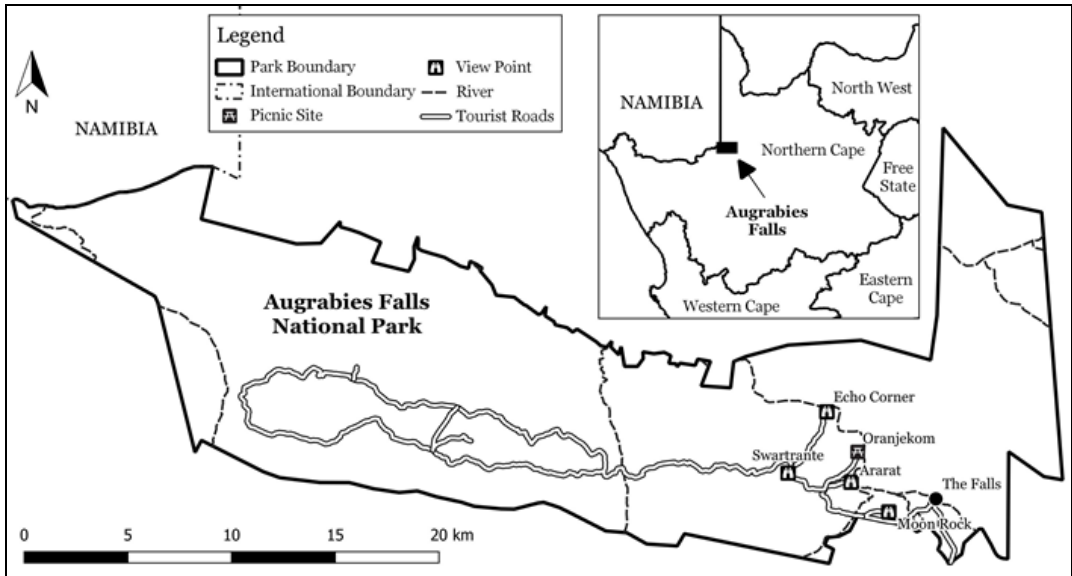 Legend
Park Boundary
View Point
International Boundary
River
Picnic Site
Tourist Roads
N
NAMIBIA
NAMIBIA
North West
Northern Cape
Free
State
Augrabies
Falls
Eastern
Cape
Western Cape
Augrabies Falls
National Park
Echo Corner
Oranjekom
Swartrante
Ararat
The Falls
Moon Rock
0 5 10 15 20 km